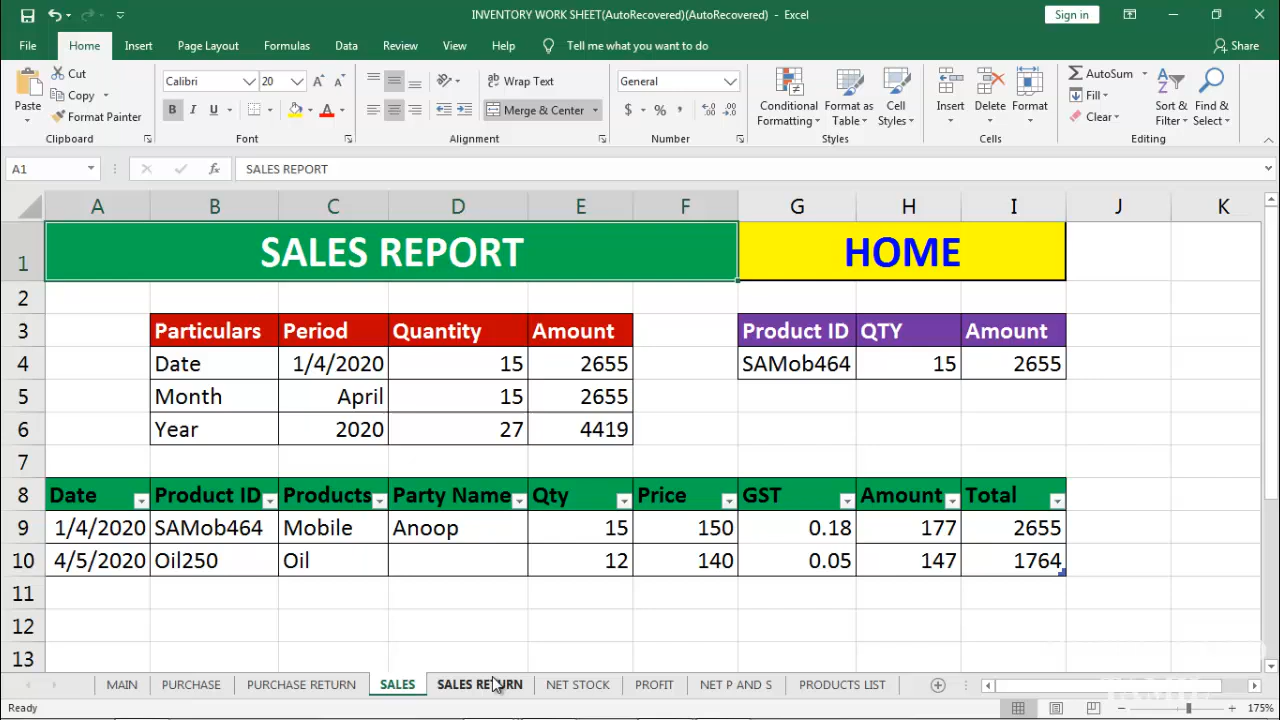 INVENTORY WORK SHEET(AutoRecovered)(AutoRecovered) - Excel
Sign in
File Home Insert Page Layout Formulas Data Review View Help Tell me what you want to do Share
Paste
Cut
Copy
Format Painter
Clipboard
Calibri 20
B I U
Font
Wrap Text
Merge & Center
Alignment
General
$ % ,
Number
Conditional Formatting
Format as Table
Cell Styles
Styles
Insert Delete Format
Cells
AutoSum
Fill
Clear
Sort & Filter
Find & Select
Editing
A1 fx SALES REPORT
A B C D E F G H I J K
1 SALES REPORT HOME
2
3 Particulars Period Quantity Amount Product ID QTY Amount
4 Date 1/4/2020 15 2655 SAMob464 15 2655
5 Month April 15 2655
6 Year 2020 27 4419
7
8 Date Product ID Products Party Name Qty Price GST Amount Total
9 1/4/2020 SAMob464 Mobile Anoop 15 150 0.18 177 2655
10 4/5/2020 Oil250 Oil 12 140 0.05 147 1764
11
12
13
MAIN PURCHASE PURCHASE RETURN SALES SALES RETURN NET STOCK PROFIT NET P AND S PRODUCTS LIST
Ready 175%